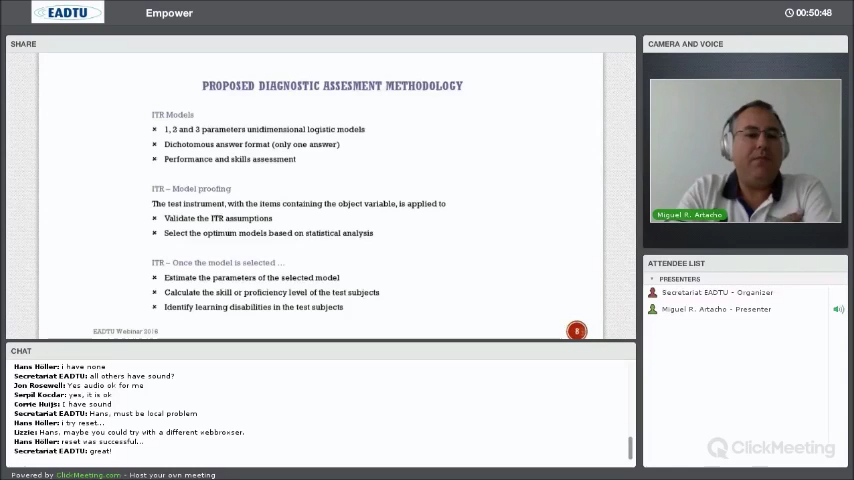 EADTU
Empower
00:50:48
SHARE
PROPOSED DIAGNOSTIC ASSESMENT METHODOLOGY
ITR Models
1, 2 and 3 parameters unidimensional logistic models
Dichotomous answer format (only one answer)
Performance and skills assessment
ITR – Model proofing
The test instrument, with the items containing the object variable, is applied to
Validate the ITR assumptions
Select the optimum models based on statistical analysis
ITR – Once the model is selected ...
Estimate the parameters of the selected model
Calculate the skill or proficiency level of the test subjects
Identify learning disabilities in the test subjects
EADTU Webinar 2016
8
CAMERA AND VOICE
Miguel R. Artacho
ATTENDEE LIST
PRESENTERS
Secretariat EADTU - Organizer
Miguel R. Artacho - Presenter
CHAT
Hans Höller: i have none
Secretariat EADTU: all others have sound?
Jon Rosewell: Yes audio ok for me
Serpil Kocdar: yes, it is ok
Corrie Huijs: I have sound
Secretariat EADTU: Hans, must be local problem
Hans Höller: i try reset...
Lizzie: Hans, maybe you could try with a different webbroxser.
Hans Höller: reset was successful...
Secretariat EADTU: great!
ClickMeeting
Powered by ClickMeeting.com - Host your own meeting